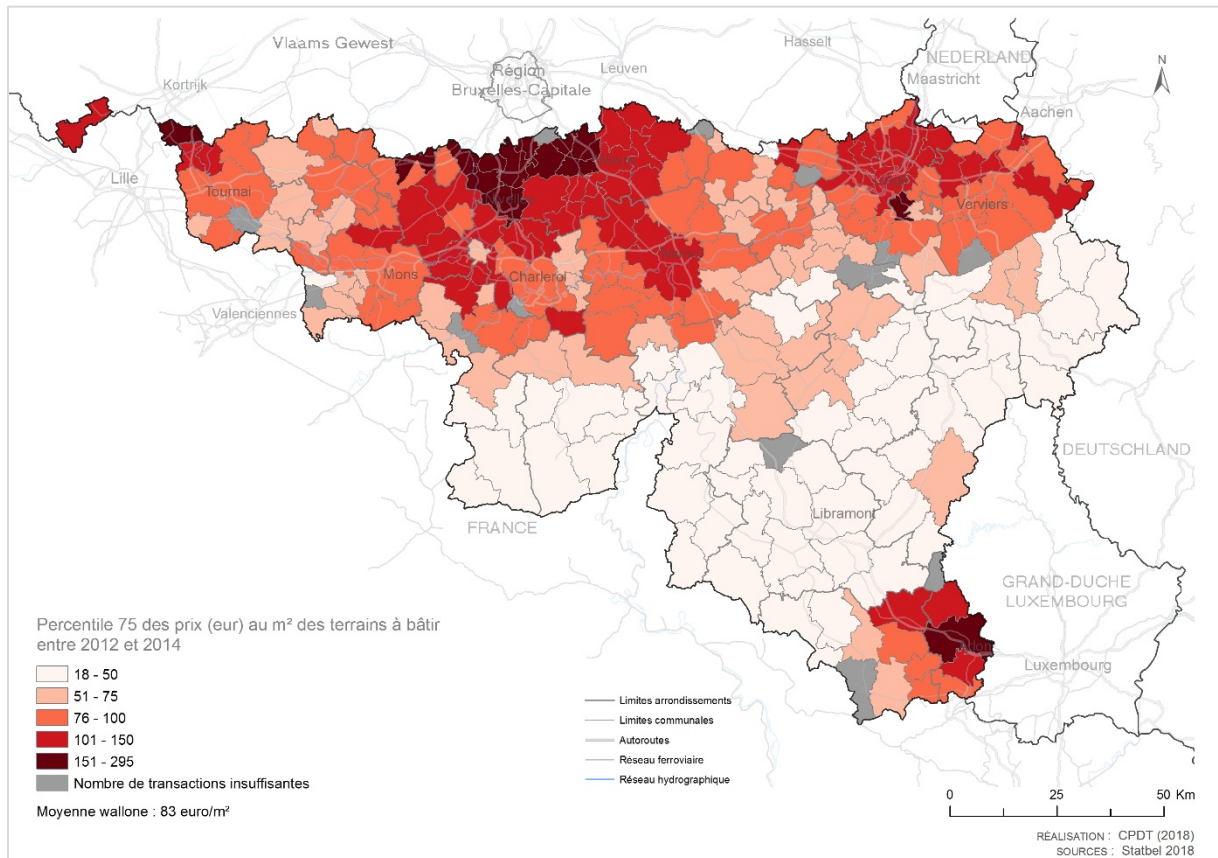 Vlaams Gewest
Hasselt
NEDERLAND
Maastricht
Leuven
Région
Bruxelles-Capitale
Kortrijk
N
Aachen
Lille
Tournai
Verviers
Mons
Charleroi
Valenciennes
DEUTSCHLAND
FRANCE
Libramont
GRAND-DUCHE
LUXEMBOURG
Arlon
Luxembourg
Percentile 75 des prix (eur) au m² des terrains à bâtir
entre 2012 et 2014
18 - 50
51 - 75
76 - 100
101 - 150
151 - 295
Nombre de transactions insuffisantes
Moyenne wallone : 83 euro/m²
Limites arrondissements
Limites communales
Autoroutes
Réseau ferroviaire
Réseau hydrographique
0 25 50 Km
RÉALISATION : CPDT (2018)
SOURCES : Statbel 2018